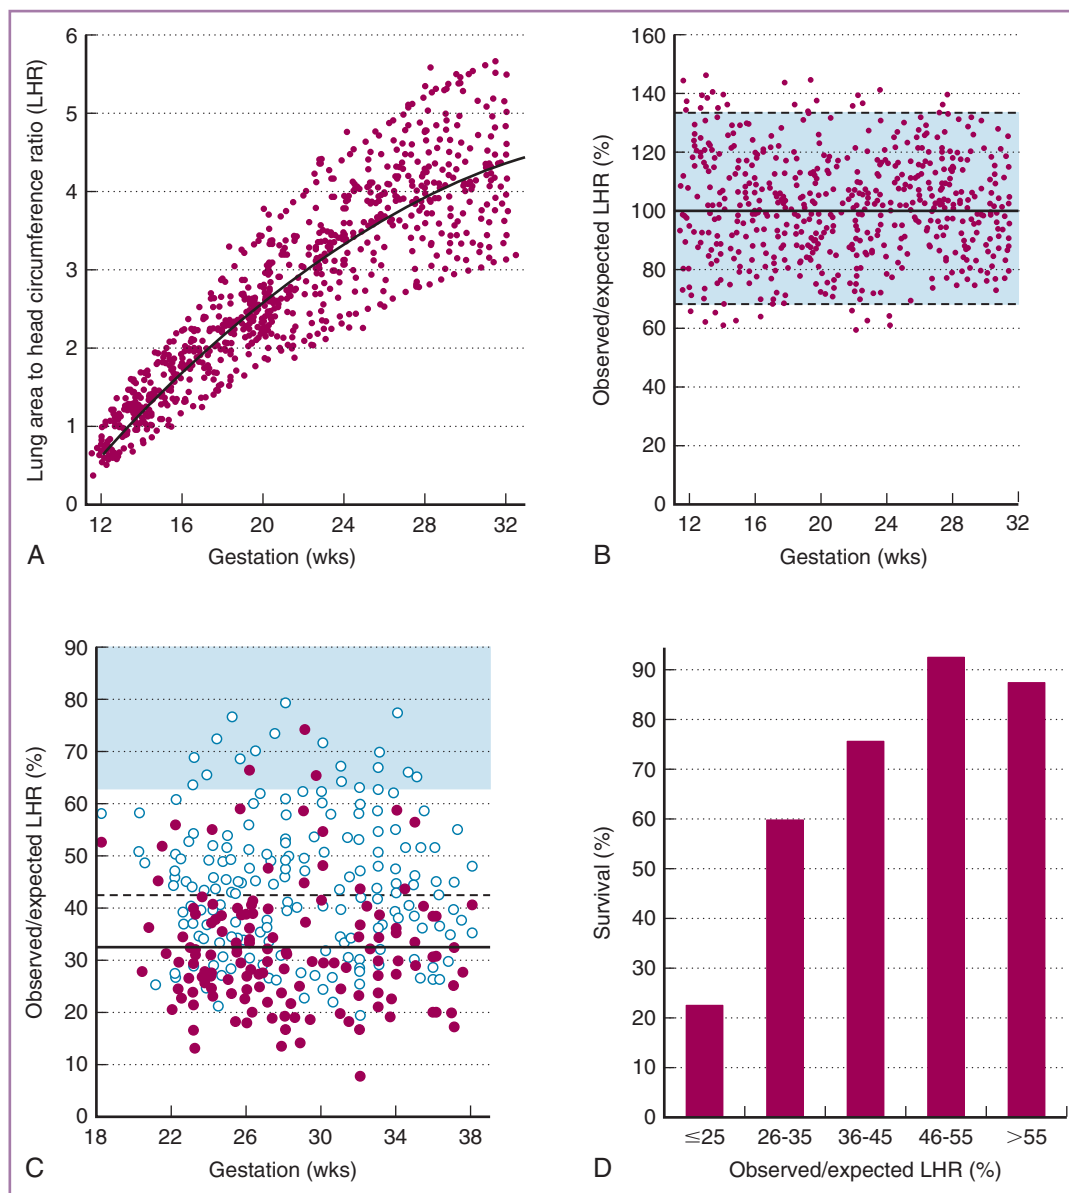 Lung area to head circumference ratio (LHR)
6
5
4
3
2
1
0
12 16 20 24 28 32
Gestation (wks)
A
Observed/expected LHR (%)
160
140
120
100
80
60
40
20
0
12 16 20 24 28 32
Gestation (wks)
B
Observed/expected LHR (%)
90
80
70
60
50
40
30
20
10
0
18 22 26 30 34 38
Gestation (wks)
C
Survival (%)
90
80
70
60
50
40
30
20
10
0
≤25 26-35 36-45 46-55 >55
Observed/expected LHR (%)
D